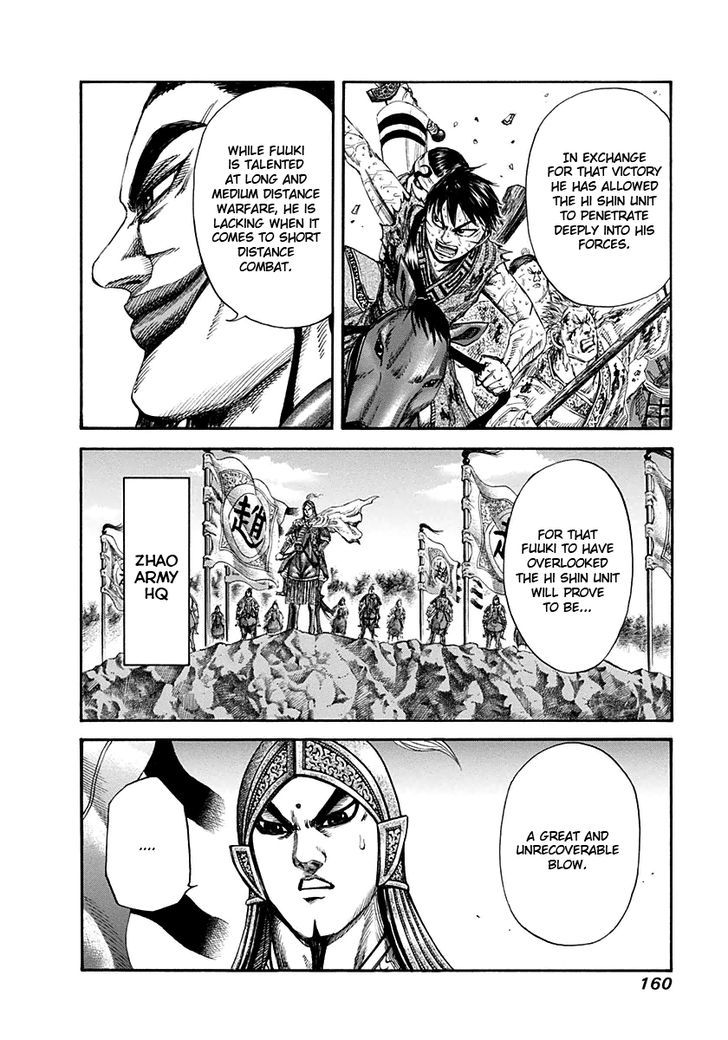 IN EXCHANGE
FOR THAT VICTORY
HE HAS ALLOWED
THE HI SHIN UNIT
TO PENETRATE
DEEPLY INTO HIS
FORCES.
WHILE FUUKI
IS TALENTED
AT LONG AND
MEDIUM DISTANCE
WARFARE, HE IS
LACKING WHEN IT
COMES TO SHORT
DISTANCE
COMBAT.
FOR THAT
FUUKI TO HAVE
OVERLOOKED
THE HI SHIN UNIT
WILL PROVE
TO BE...
趙
ZHAO
ARMY
HQ
A GREAT AND
UNRECOVERABLE
BLOW.
....
160